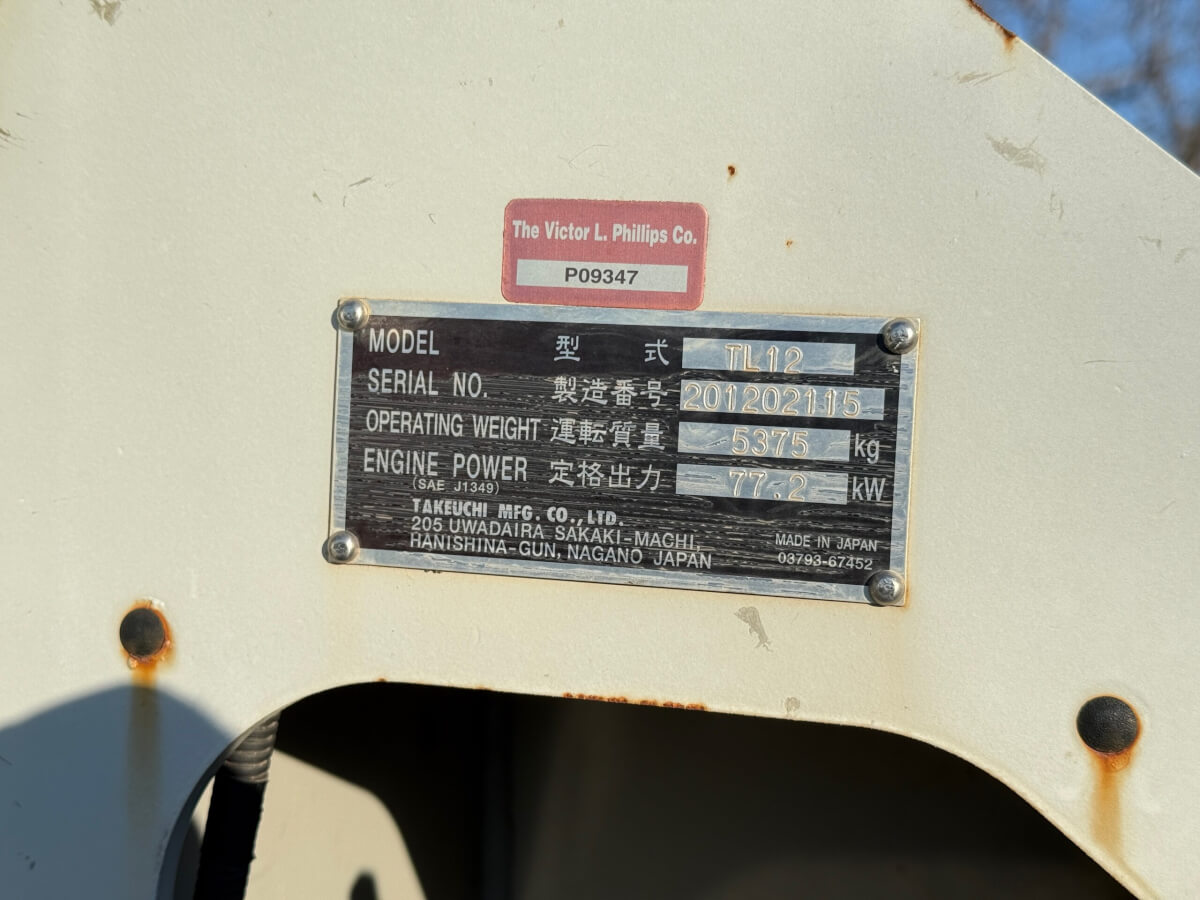 The Victor L. Phillips Co.
P09347
MODEL 型 式 TL12
SERIAL NO. 製造番号 201202115
OPERATING WEIGHT 運転質量 5375 kg
ENGINE POWER 定格出力 77.2 kW
(SAE J1349)
TAKEUCHI MFG. CO., LTD.
205 UWADAIRA SAKAKI-MACHI,
HANISHINA-GUN, NAGANO JAPAN
MADE IN JAPAN
03793-67452